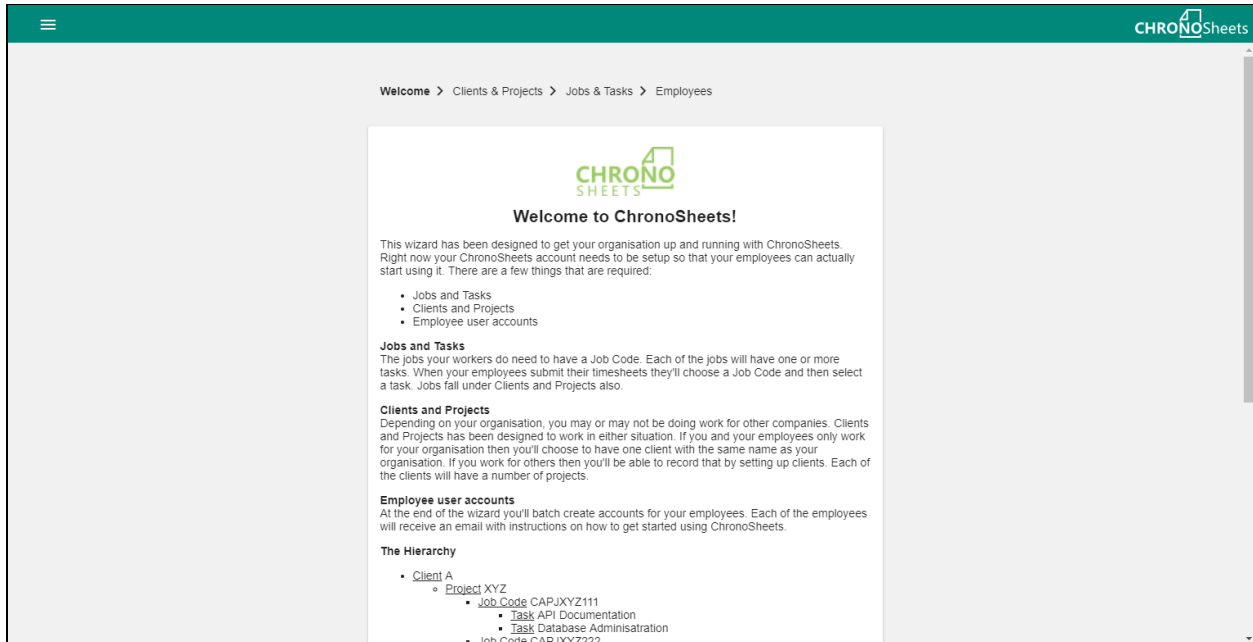 CHRONOSheets
Welcome > Clients & Projects > Jobs & Tasks > Employees
CHRONO
SHEETS
Welcome to ChronoSheets!
This wizard has been designed to get your organisation up and running with ChronoSheets.
Right now your ChronoSheets account needs to be setup so that your employees can actually
start using it. There are a few things that are required:
• Jobs and Tasks
• Clients and Projects
• Employee user accounts
Jobs and Tasks
The jobs your workers do need to have a Job Code. Each of the jobs will have one or more
tasks. When your employees submit their timesheets they'll choose a Job Code and then select
a task. Jobs fall under Clients and Projects also.
Clients and Projects
Depending on your organisation, you may or may not be doing work for other companies. Clients
and Projects has been designed to work in either situation. If you and your employees only work
for your organisation then you'll choose to have one client with the same name as your
organisation. If you work for others then you'll be able to record that by setting up clients. Each of
the clients will have a number of projects.
Employee user accounts
At the end of the wizard you'll batch create accounts for your employees. Each of the employees
will receive an email with instructions on how to get started using ChronoSheets.
The Hierarchy
• Client A
◦ Project XYZ
▪ Job Code CAPJXYZ111
▪ Task API Documentation
▪ Task Database Adminisatration
▪ Job Code CAPJXYZ222